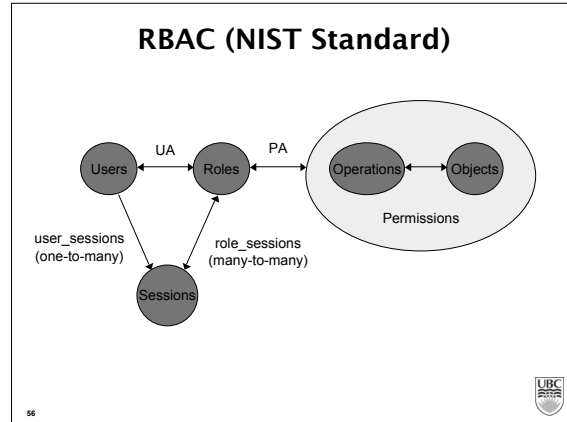 RBAC (NIST Standard)
UA
PA
Users
Roles
Operations
Objects
Permissions
user_sessions
(one-to-many)
role_sessions
(many-to-many)
Sessions
UBC
56